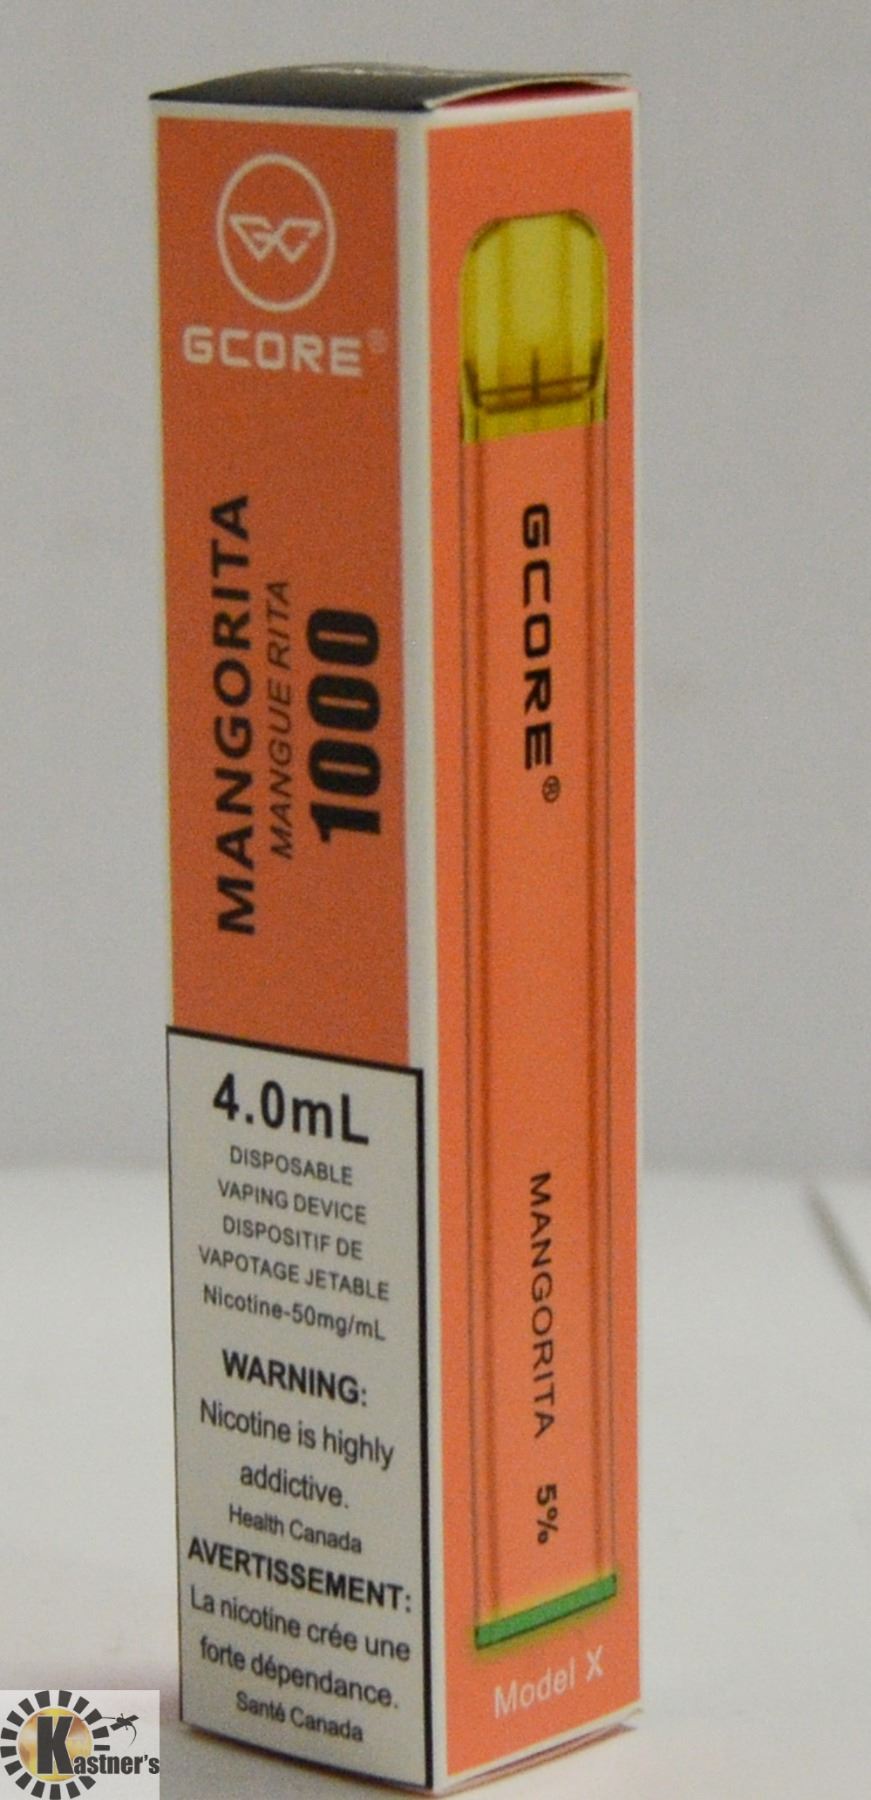 GC
GCORE®
MANGORITA
MANGUE RITA
1000
4.0mL
DISPOSABLE
VAPING DEVICE
DISPOSITIF DE
VAPOTAGE JETABLE
Nicotine-50mg/mL
WARNING:
Nicotine is highly
addictive.
Health Canada
AVERTISSEMENT:
La nicotine crée une
forte dépendance.
Santé Canada
GCORE®
MANGORITA 5%
Model X
Kastner's